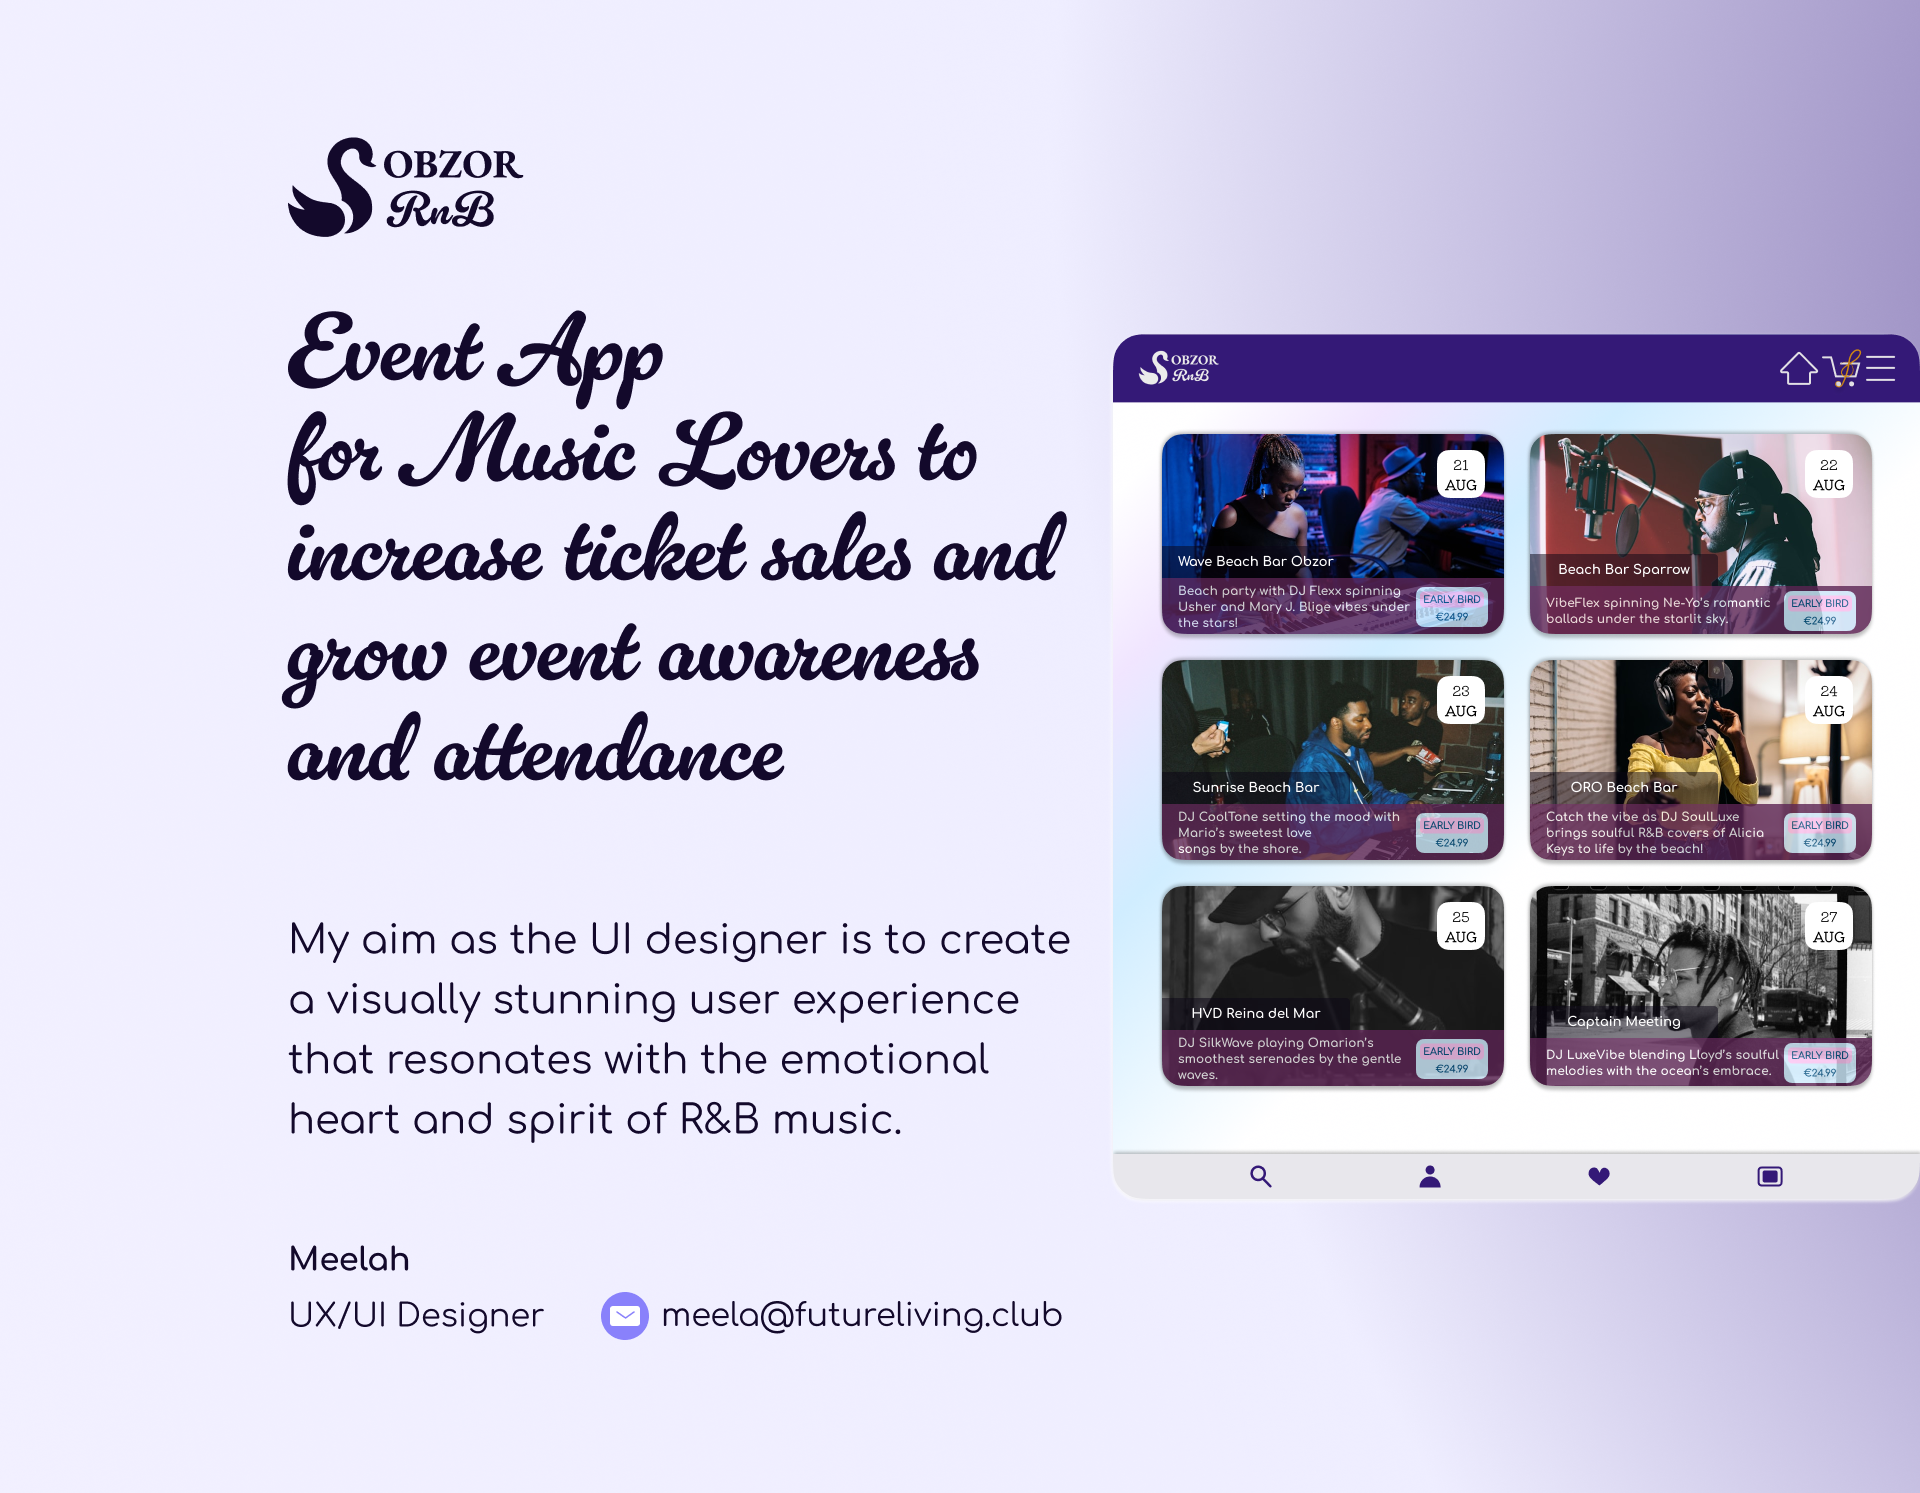 OBZOR
RnB
Event App
for Music Lovers to
increase ticket sales and
grow event awareness
and attendance
My aim as the UI designer is to create
a visually stunning user experience
that resonates with the emotional
heart and spirit of R&B music.
Meelah
UX/UI Designer
meela@futureliving.club
OBZOR
RnB
21
AUG
Wave Beach Bar Obzor
Beach party with DJ Flexx spinning
Usher and Mary J. Blige vibes under
the stars!
EARLY BIRD
€24.99
22
AUG
Beach Bar Sparrow
VibeFlex spinning Ne-Yo's romantic
ballads under the starlit sky.
EARLY BIRD
€24.99
23
AUG
Sunrise Beach Bar
DJ CoolTone setting the mood with
Mario's sweetest love
songs by the shore.
EARLY BIRD
€24.99
24
AUG
ORO Beach Bar
Catch the vibe as DJ SoulLuxe
brings soulful R&B covers of Alicia
Keys to life by the beach!
EARLY BIRD
€24.99
25
AUG
HVD Reina del Mar
DJ SilkWave playing Omarion's
smoothest serenades by the gentle
waves.
EARLY BIRD
€24.99
27
AUG
Captain Meeting
DJ LuxeVibe blending Lloyd's soulful
melodies with the ocean's embrace.
EARLY BIRD
€24.99